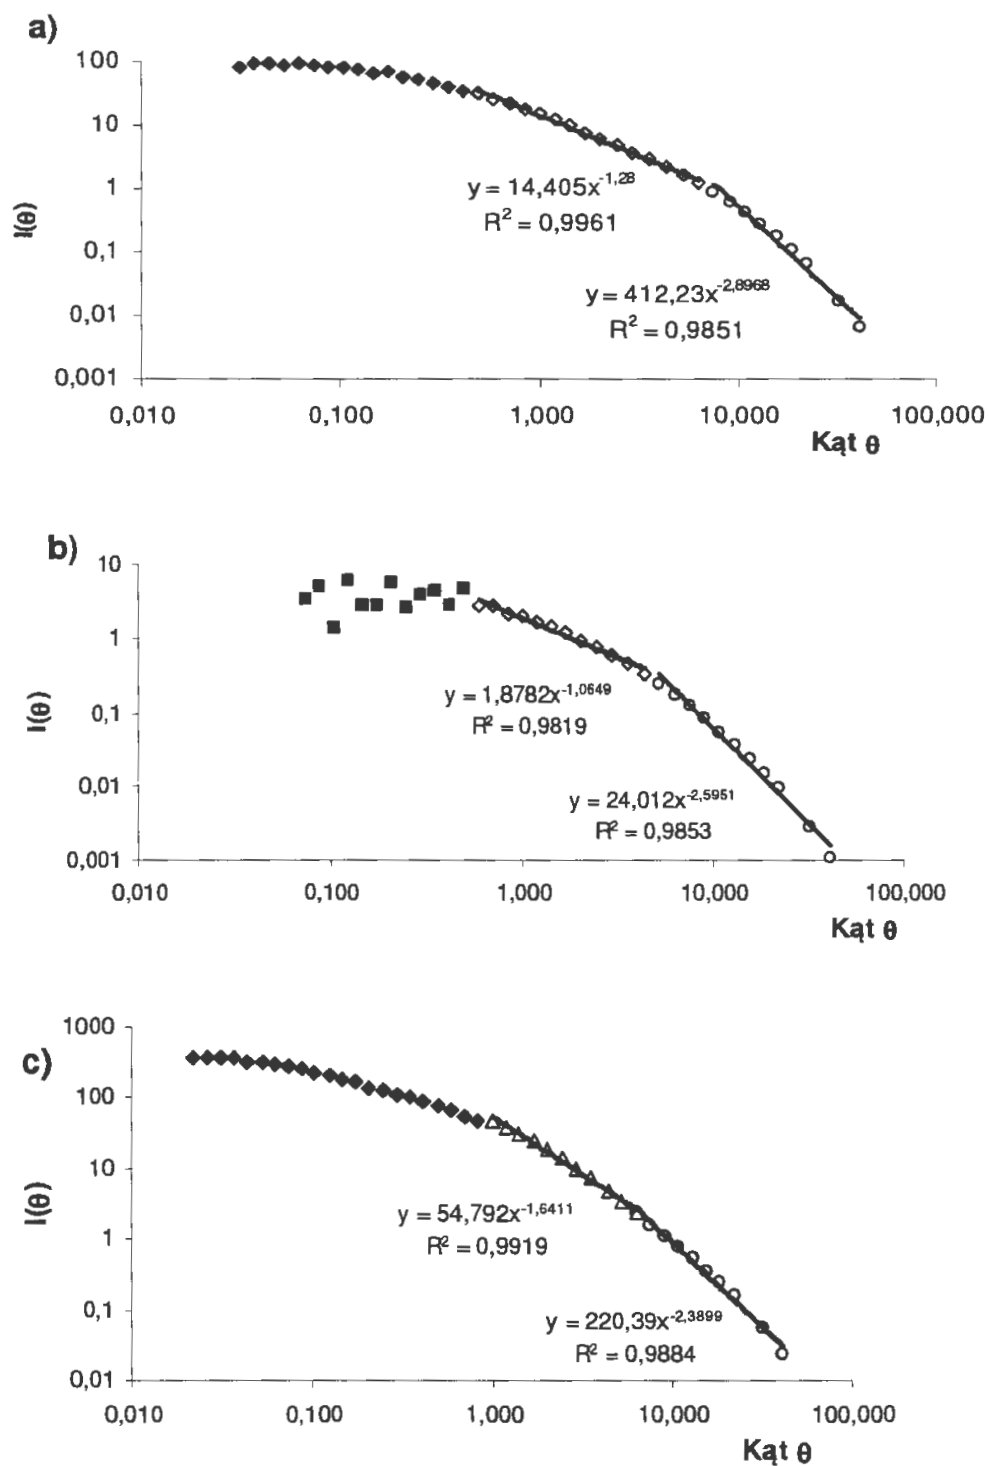 a)
100
10
1
0,1
0,01
0,001
I(θ)
y = 14,405x-1,28
R2 = 0,9961
y = 412,23x-2,8968
R2 = 0,9851
0,010 0,100 1,000 10,000 100,000
Kąt θ
b)
10
1
0,1
0,01
0,001
I(θ)
y = 1,8782x-1,0649
R2 = 0,9819
y = 24,012x-2,5951
R2 = 0,9853
0,010 0,100 1,000 10,000 100,000
Kąt θ
c)
1000
100
10
1
0,1
0,01
I(θ)
y = 54,792x-1,6411
R2 = 0,9919
y = 220,39x-2,3899
R2 = 0,9884
0,010 0,100 1,000 10,000 100,000
Kąt θ